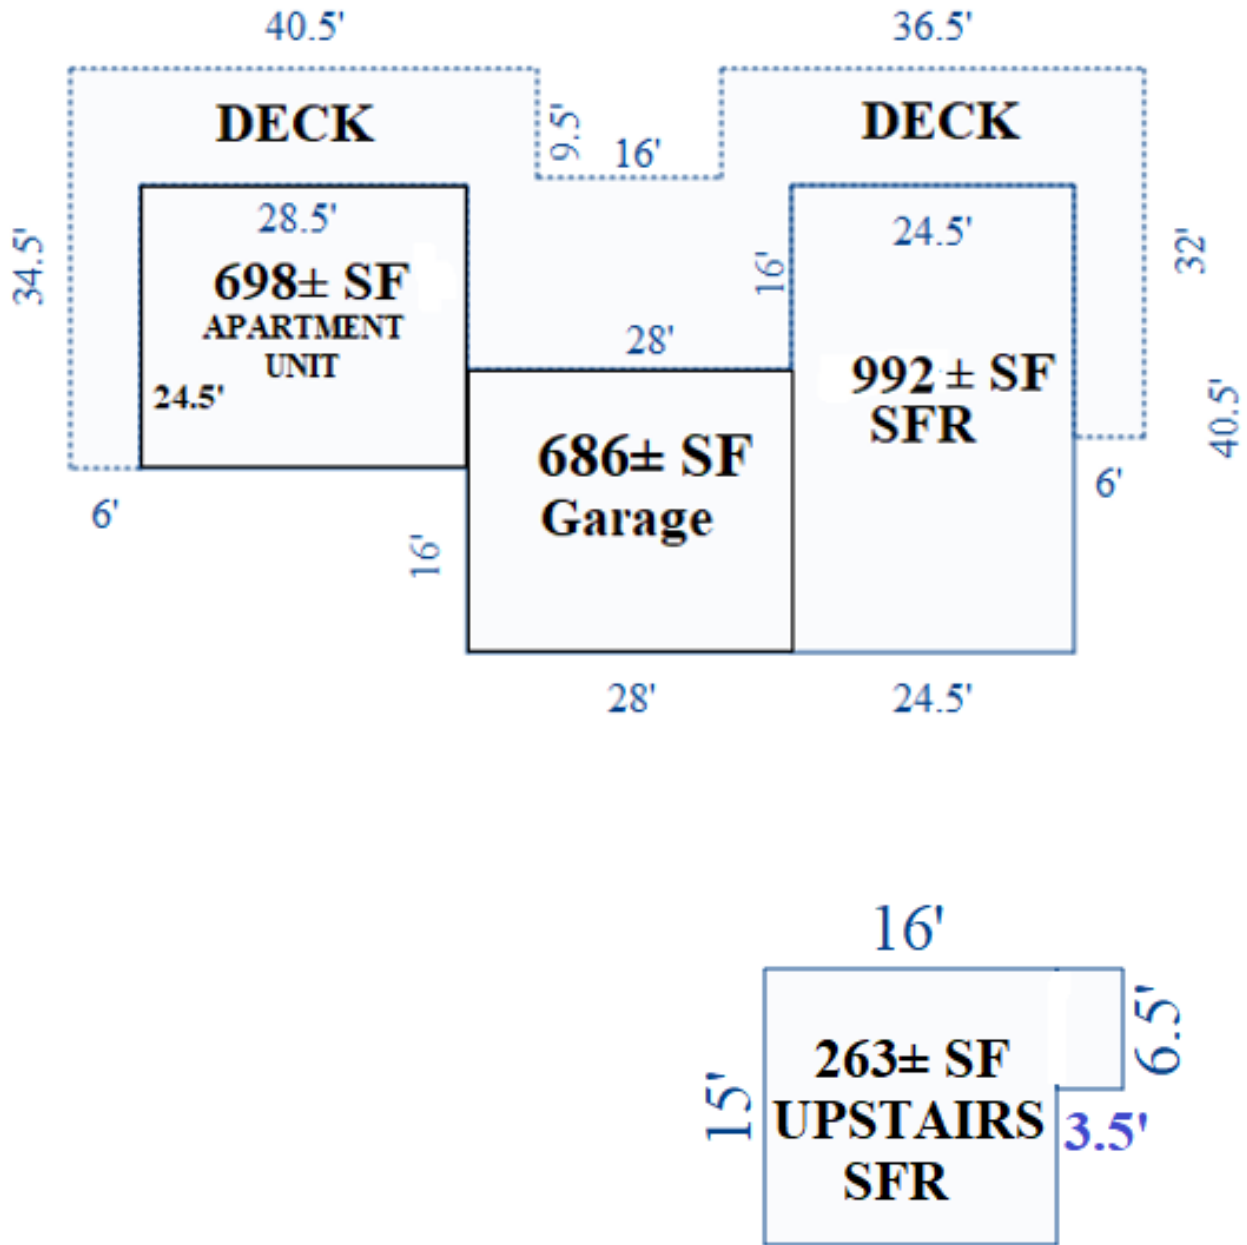 40.5'
36.5'
DECK
DECK
9.5'
16'
28.5'
24.5'
34.5'
32'
698± SF
APARTMENT
UNIT
16'
28'
24.5'
992 ± SF
SFR
40.5'
686± SF
Garage
6'
6'
16'
28'
24.5'
16'
6.5'
263± SF
UPSTAIRS
SFR
15'
3.5'